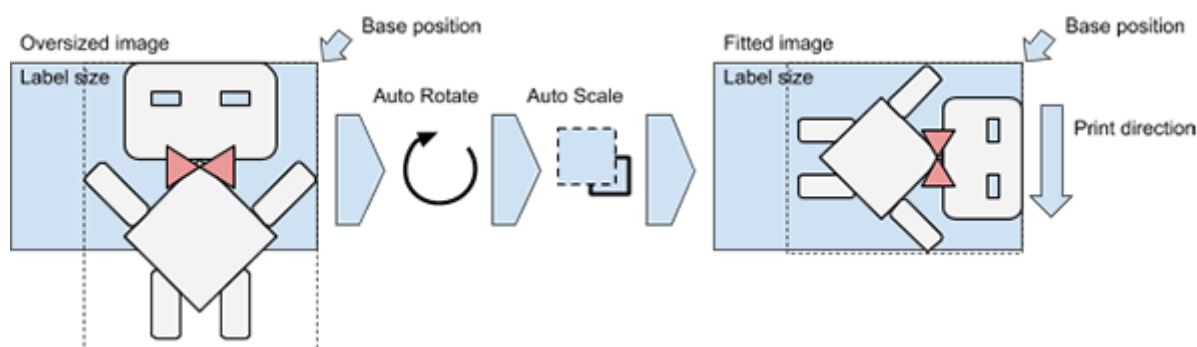 Base position
Oversized image
Label size
Auto Rotate
Auto Scale
Base position
Fitted image
Label size
Print direction